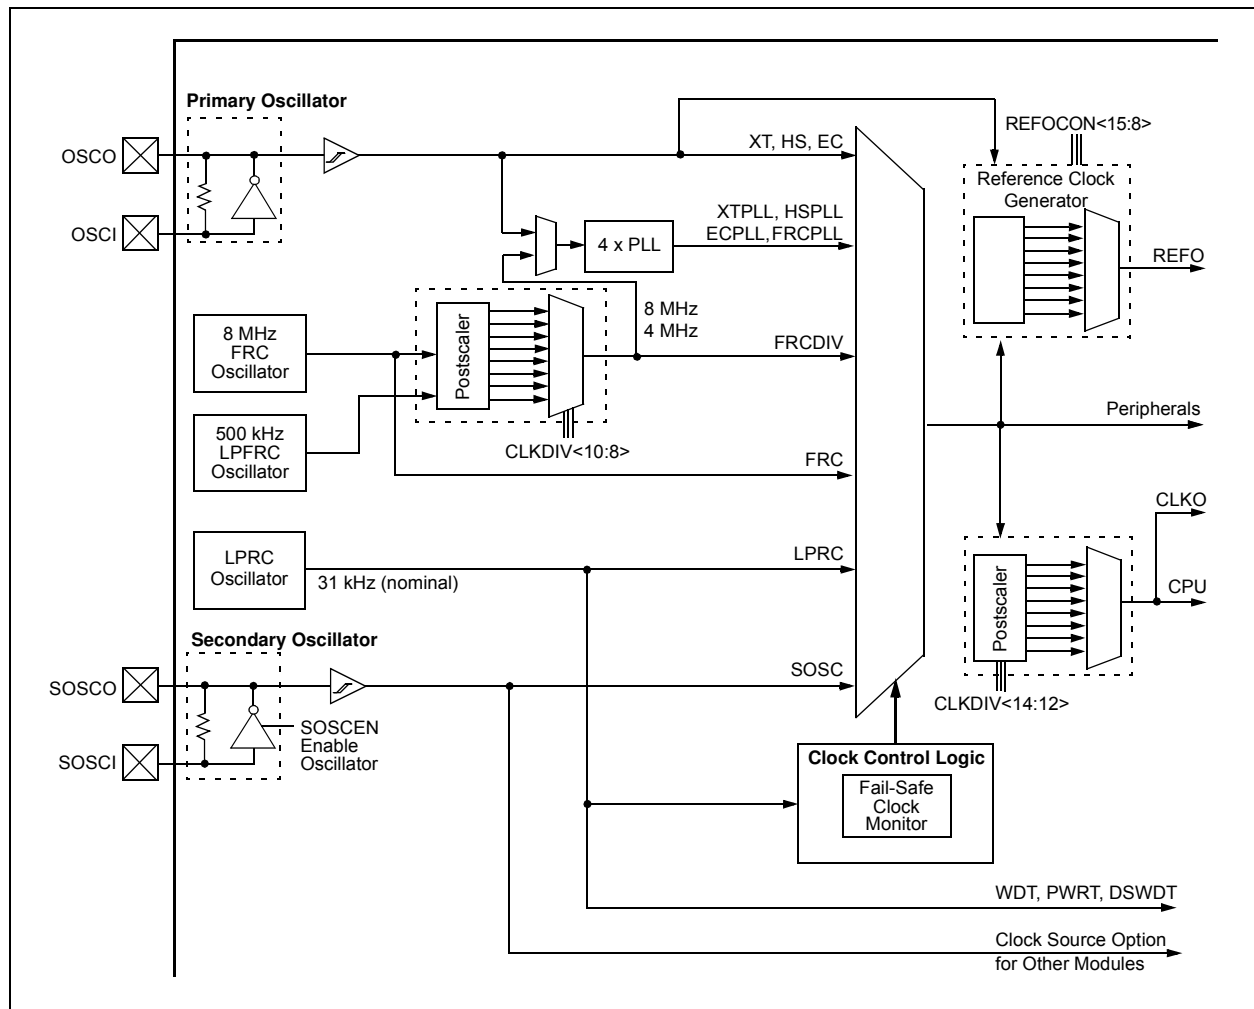 Primary Oscillator
OSCO
OSCI
XT, HS, EC
REFOCON<15:8>
Reference Clock
Generator
REFO
XTPLL, HSPLL
ECPLL,FRCPLL
4 x PLL
8 MHz
4 MHz
8 MHz
FRC
Oscillator
Postscaler
FRCDIV
Peripherals
500 kHz
LPFRC
Oscillator
CLKDIV<10:8>
FRC
CLKO
LPRC
Oscillator
31 kHz (nominal)
LPRC
CPU
Postscaler
CLKDIV<14:12>
Secondary Oscillator
SOSCO
SOSCI
SOSC
SOSCEN
Enable
Oscillator
Clock Control Logic
Fail-Safe
Clock
Monitor
WDT, PWRT, DSWDT
Clock Source Option
for Other Modules